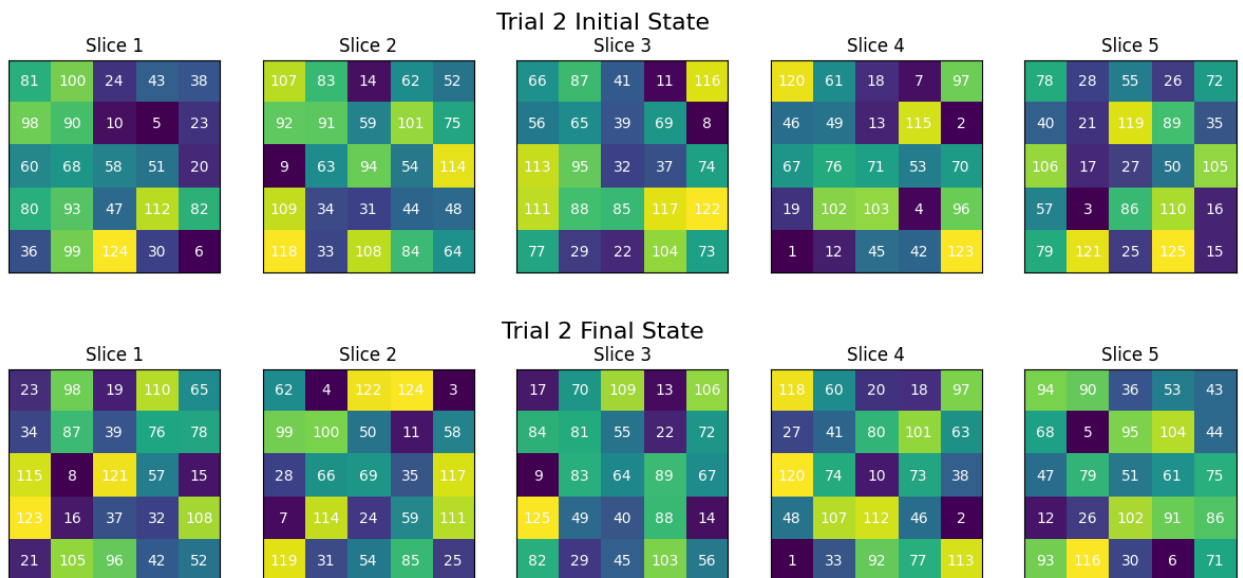 Trial 2 Initial State
Slice 1 Slice 2 Slice 3 Slice 4 Slice 5
81 100 24 43 38 107 83 14 62 52 66 87 41 11 116 120 61 18 7 97 78 28 55 26 72
98 90 10 5 23 92 91 59 101 75 56 65 39 69 8 46 49 13 115 2 40 21 119 89 35
60 68 58 51 20 9 63 94 54 114 113 95 32 37 74 67 76 71 53 70 106 17 27 50 105
80 93 47 112 82 109 34 31 44 48 111 88 85 117 122 19 102 103 4 96 57 3 86 110 16
36 99 124 30 6 118 33 108 84 64 77 29 22 104 73 1 12 45 42 123 79 121 25 125 15
Trial 2 Final State
Slice 1 Slice 2 Slice 3 Slice 4 Slice 5
23 98 19 110 65 62 4 122 124 3 17 70 109 13 106 118 60 20 18 97 94 90 36 53 43
34 87 39 76 78 99 100 50 11 58 84 81 55 22 72 27 41 80 101 63 68 5 95 104 44
115 8 121 57 15 28 66 69 35 117 9 83 64 89 67 120 74 10 73 38 47 79 51 61 75
123 16 37 32 108 7 114 24 59 111 125 49 40 88 14 48 107 112 46 2 12 26 102 91 86
21 105 96 42 52 119 31 54 85 25 82 29 45 103 56 1 33 92 77 113 93 116 30 6 71